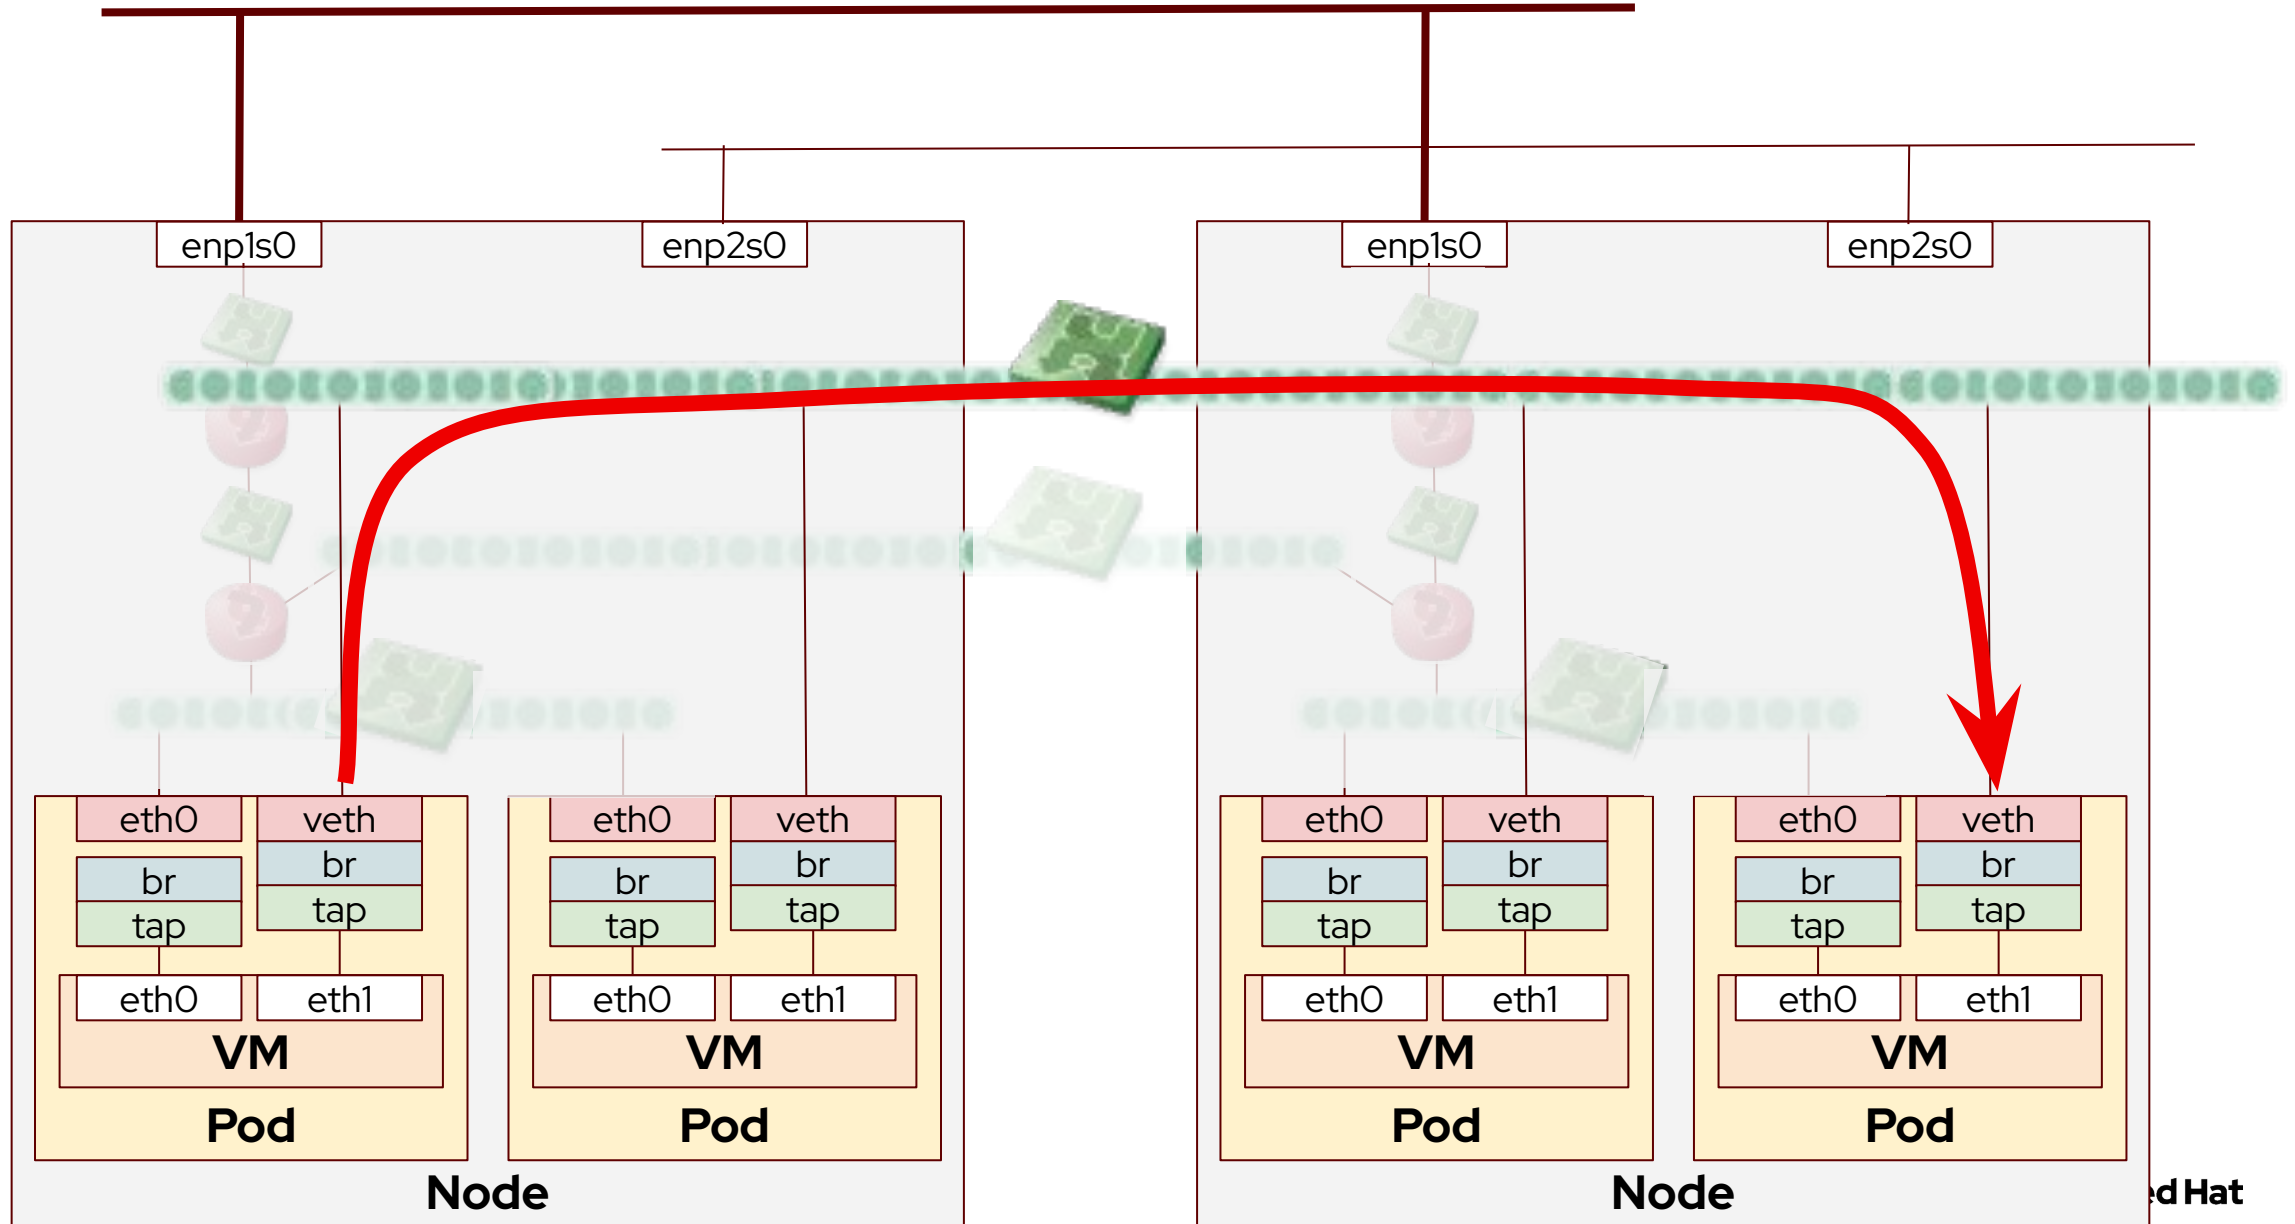 enp1s0 enp2s0 enp1s0 enp2s0
eth0 veth eth0 veth eth0 veth eth0 veth
br br br br br br br br
tap tap tap tap tap tap tap tap
eth0 eth1 eth0 eth1 eth0 eth1 eth0 eth1
VM VM VM VM
Pod Pod Pod Pod
Node Node ed Hat